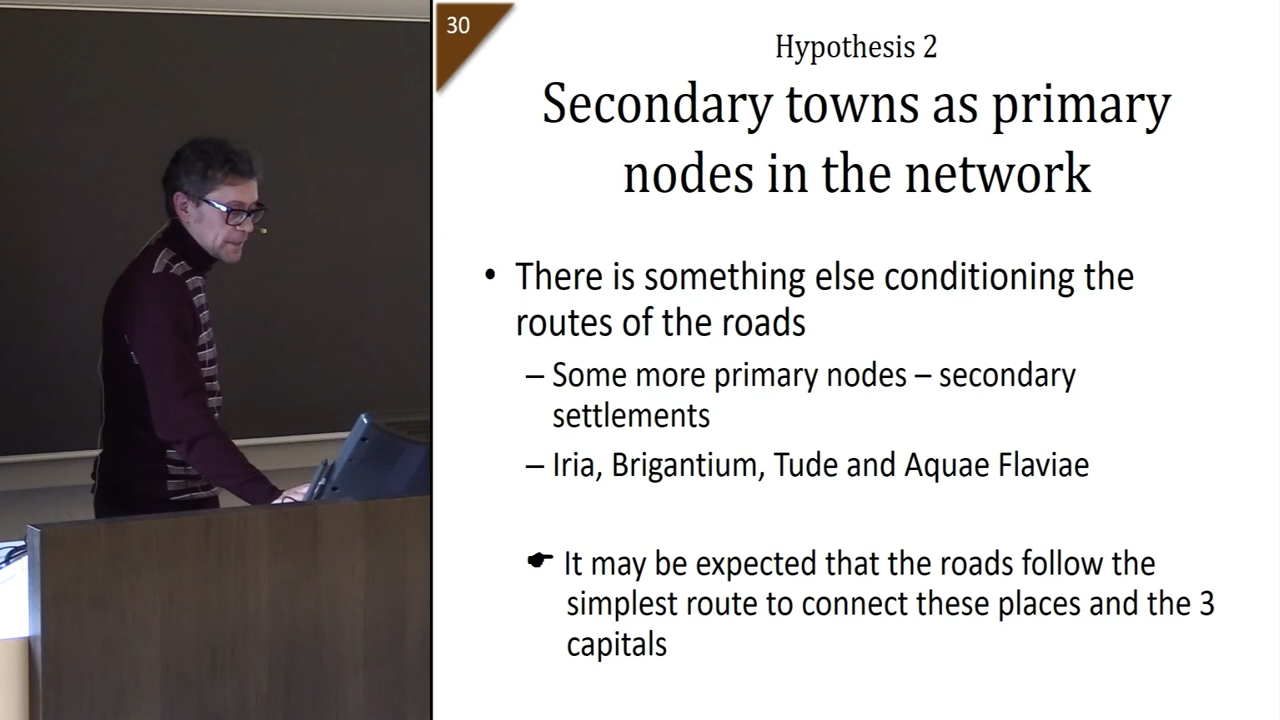 30
Hypothesis 2
Secondary towns as primary
nodes in the network
• There is something else conditioning the
routes of the roads
– Some more primary nodes – secondary
settlements
– Iria, Brigantium, Tude and Aquae Flaviae
☛ It may be expected that the roads follow the
simplest route to connect these places and the 3
capitals